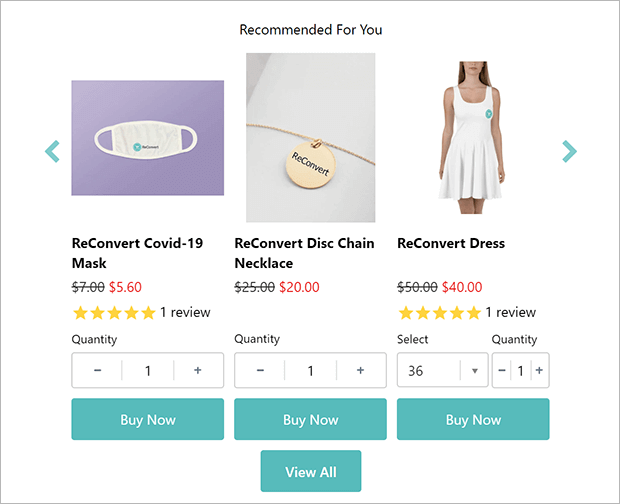 Recommended For You
ReConvert
ReConvert
ReConvert Covid-19
Mask
$7.00 $5.60
1 review
Quantity
- 1 +
Buy Now
ReConvert Disc Chain
Necklace
$25.00 $20.00
Quantity
- 1 +
Buy Now
ReConvert Dress
$50.00 $40.00
1 review
Select
36
Quantity
- 1 +
Buy Now
View All